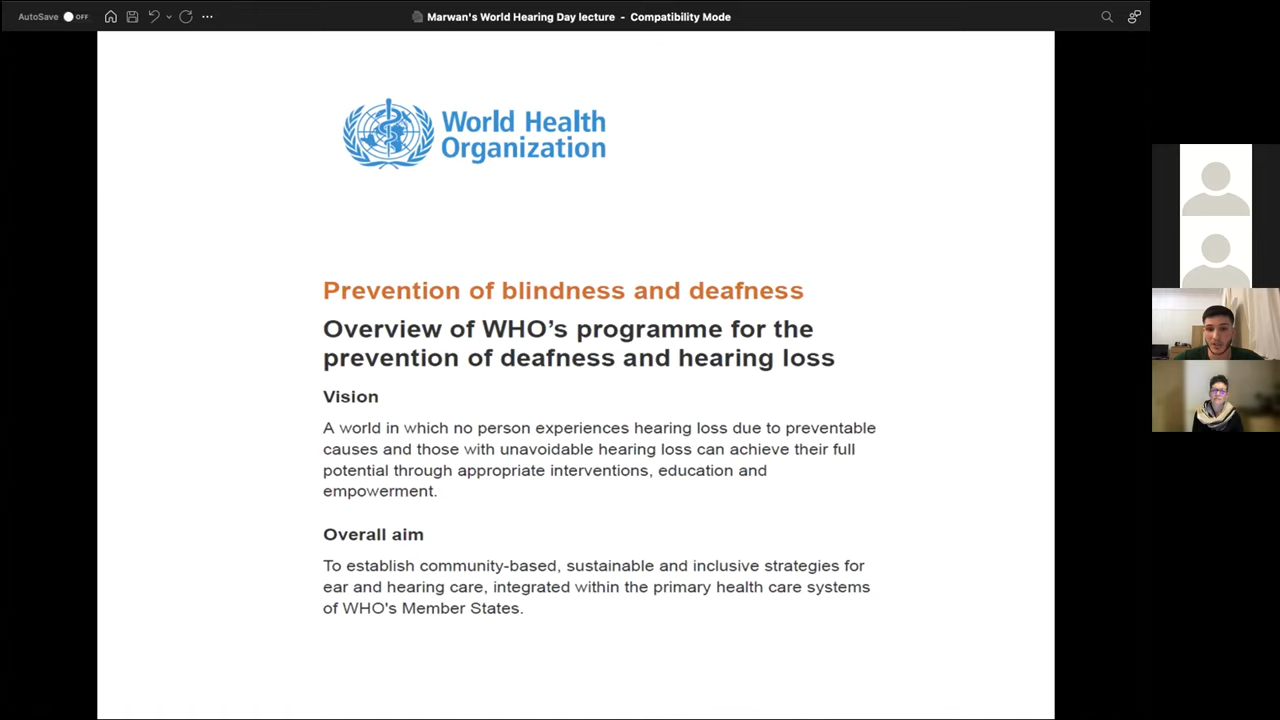 AutoSave OFF
Marwan's World Hearing Day lecture - Compatibility Mode
World Health
Organization
Prevention of blindness and deafness
Overview of WHO’s programme for the
prevention of deafness and hearing loss
Vision
A world in which no person experiences hearing loss due to preventable
causes and those with unavoidable hearing loss can achieve their full
potential through appropriate interventions, education and
empowerment.
Overall aim
To establish community-based, sustainable and inclusive strategies for
ear and hearing care, integrated within the primary health care systems
of WHO's Member States.